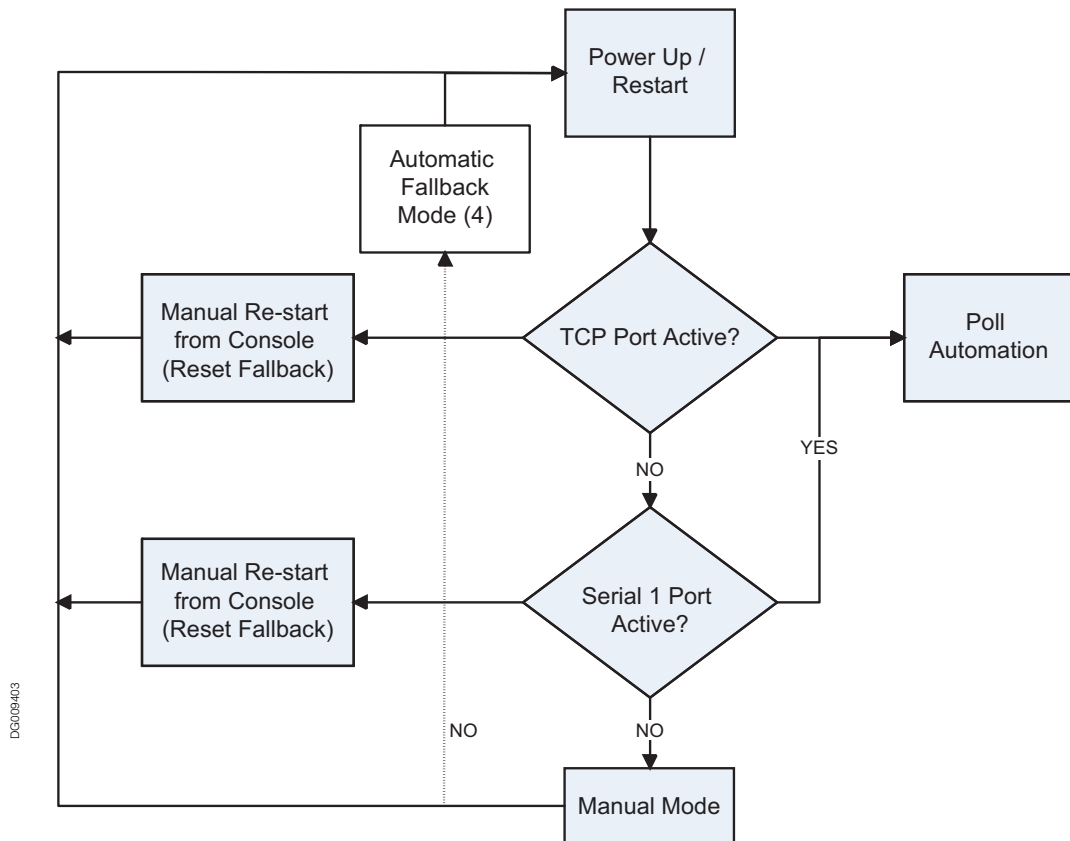 Power Up /
Restart
Automatic
Fallback
Mode (4)
Manual Re-start
from Console
(Reset Fallback)
TCP Port Active?
Poll
Automation
YES
NO
Manual Re-start
from Console
(Reset Fallback)
Serial 1 Port
Active?
NO
NO
Manual Mode
DG009403